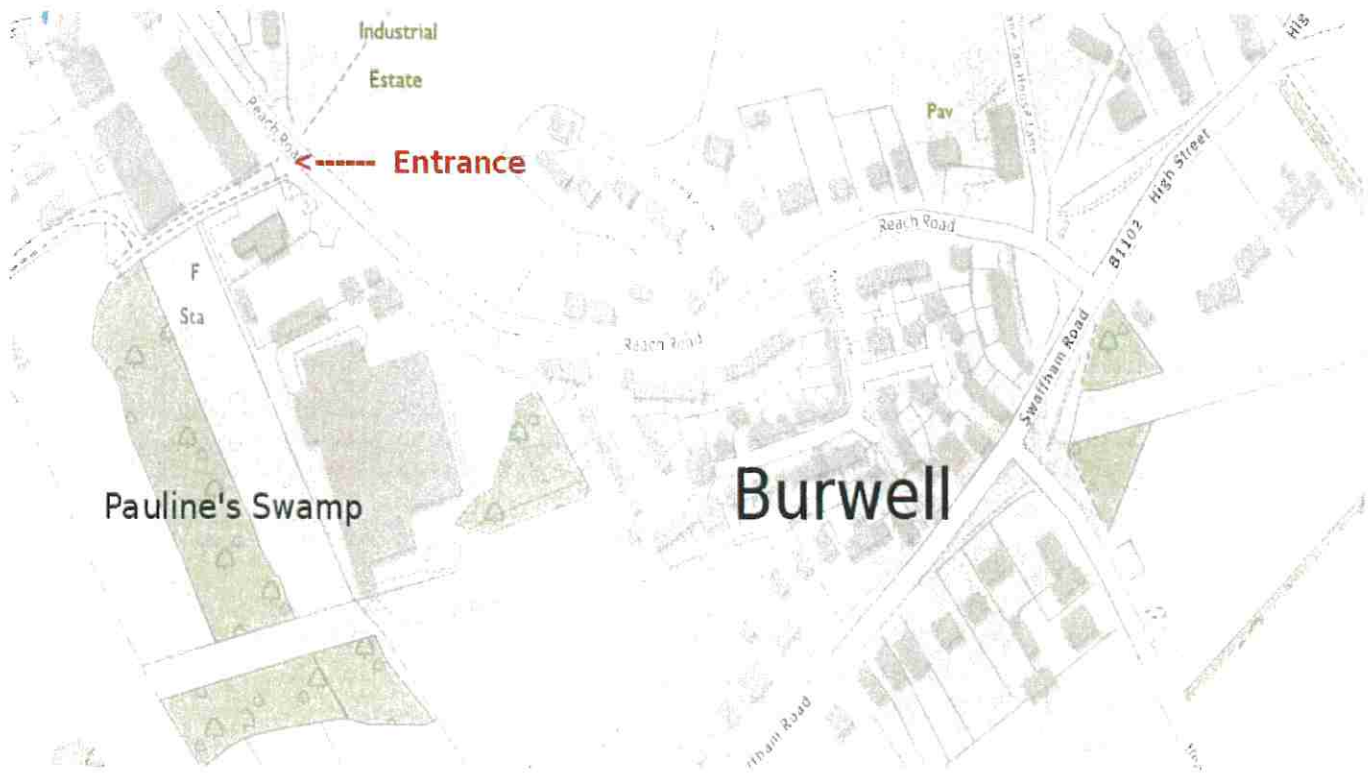 Industrial
Estate
Reach Road
<------ Entrance
F
Sta
Pauline's Swamp
Reach Road
Pav
Reach Road
High Street
B1102
Swaffham Road
Burwell
Hig